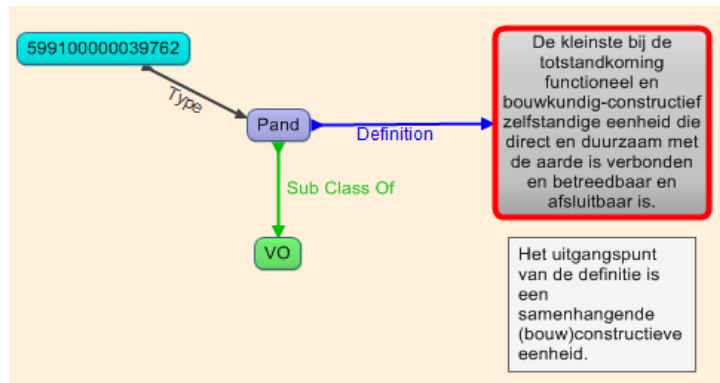 599100000039762
Type
Pand
Definition
De kleinste bij de
totstandkoming
functioneel en
bouwkundig-constructief
zelfstandige eenheid die
direct en duurzaam met
de aarde is verbonden
en betreedbaar en
afsluitbaar is.
Sub Class Of
VO
Het uitgangspunt
van de definitie is
een
samenhangende
(bouw)constructieve
eenheid.